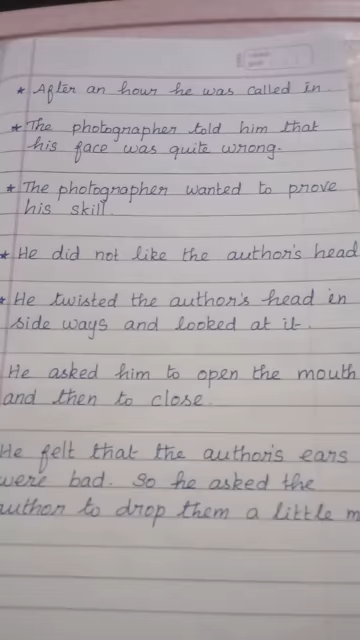 * After an hour he was called in.
* The photographer told him that
his face was quite wrong.
* The photographer wanted to prove
his skill.
* He did not like the author's head
* He twisted the author's head in
side ways and looked at it.
He asked him to open the mouth
and then to close.
He felt that the author's ears
were bad. So he asked the
author to drop them a little m